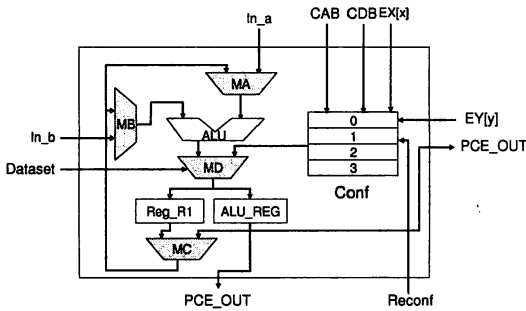 In_a
CAB CDB EX[x]
MA
MB
ALU
In_b
0
1
2
3
EY[y]
PCE_OUT
Dataset
MD
Conf
Reg_R1
ALU_REG
MC
PCE_OUT
Reconf